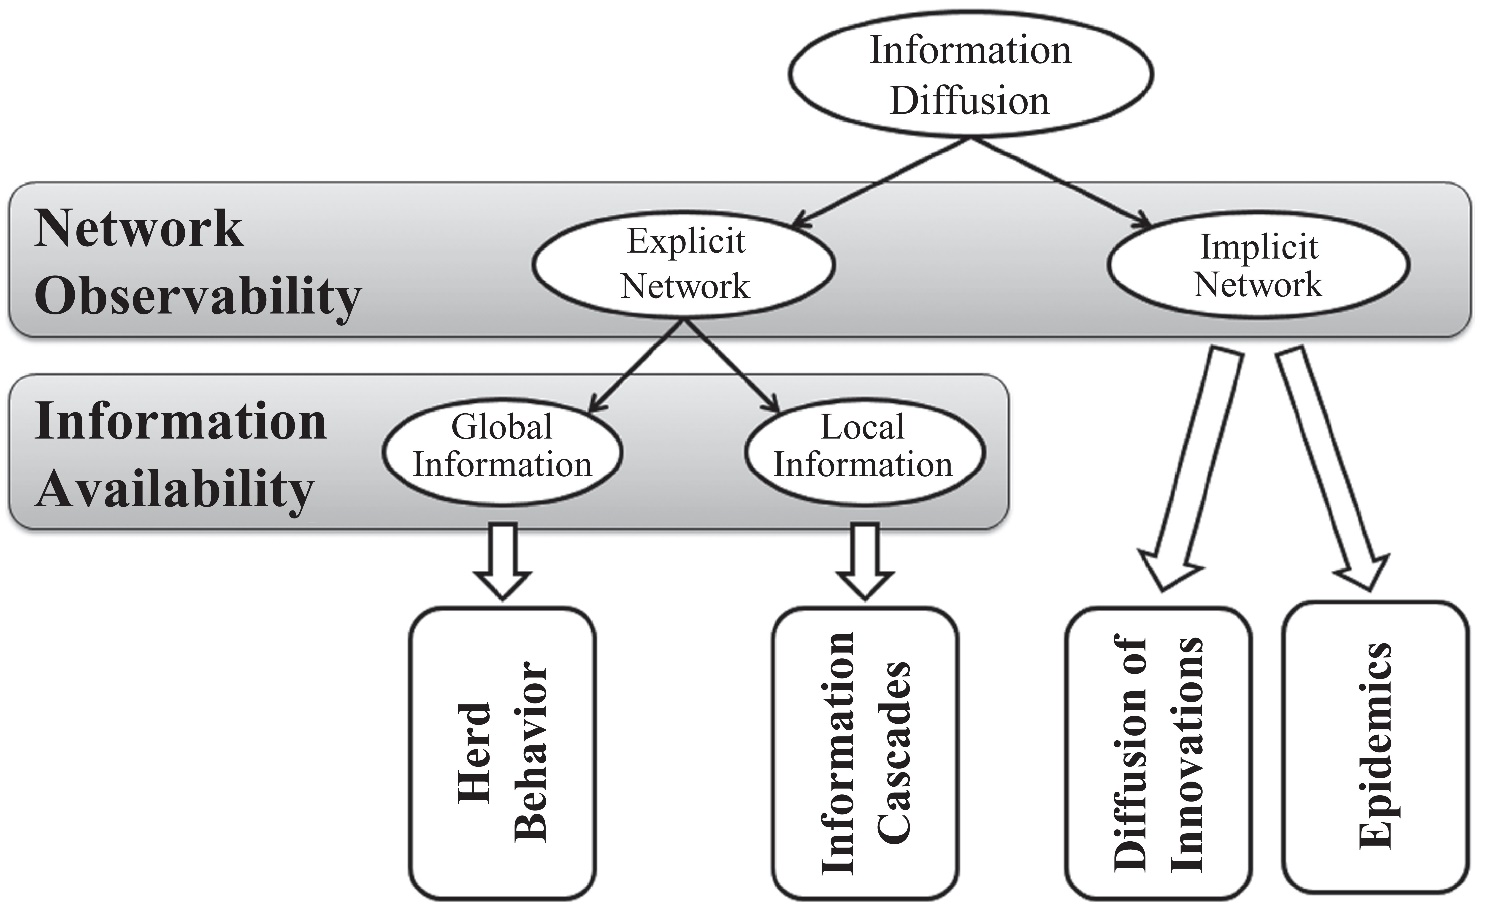 Information
Diffusion
Network
Observability
Explicit
Network
Implicit
Network
Information
Availability
Global
Information
Local
Information
Herd
Behavior
Information
Cascades
Diffusion of
Innovations
Epidemics